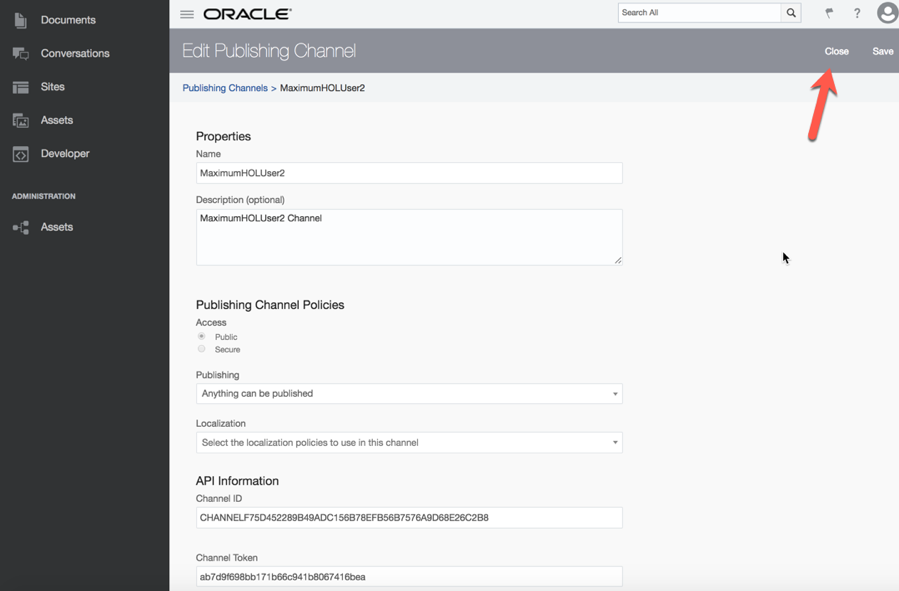 Documents
Conversations
Sites
Assets
Developer
ADMINISTRATION
Assets
ORACLE
Search All
?
Edit Publishing Channel
Close
Save
Publishing Channels > MaximumHOLUser2
Properties
Name
MaximumHOLUser2
Description (optional)
MaximumHOLUser2 Channel
Publishing Channel Policies
Access
Public
Secure
Publishing
Anything can be published
Localization
Select the localization policies to use in this channel
API Information
Channel ID
CHANNELF75D452289B49ADC156B78EFB56B7576A9D68E26C2B8
Channel Token
ab7d9f698bb171b66c941b8067416bea